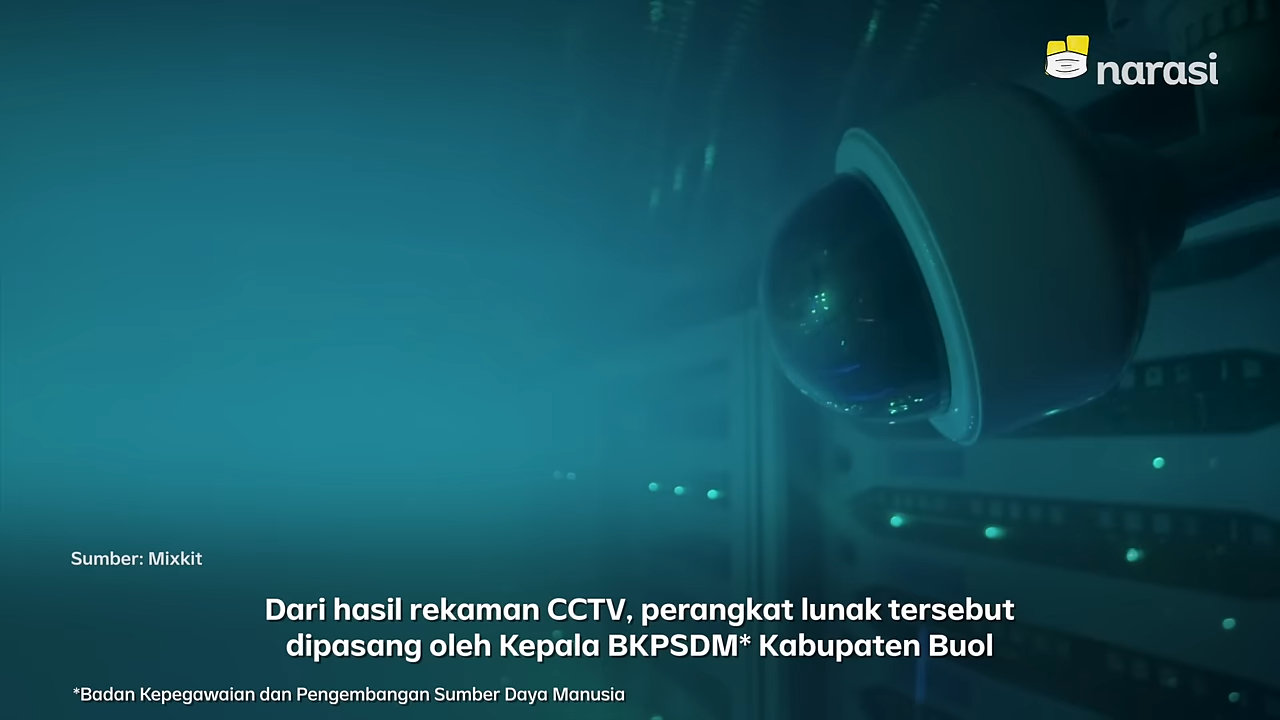 narasi
Sumber: Mixkit
Dari hasil rekaman CCTV, perangkat lunak tersebut
dipasang oleh Kepala BKPSDM* Kabupaten Buol
*Badan Kepegawaian dan Pengembangan Sumber Daya Manusia